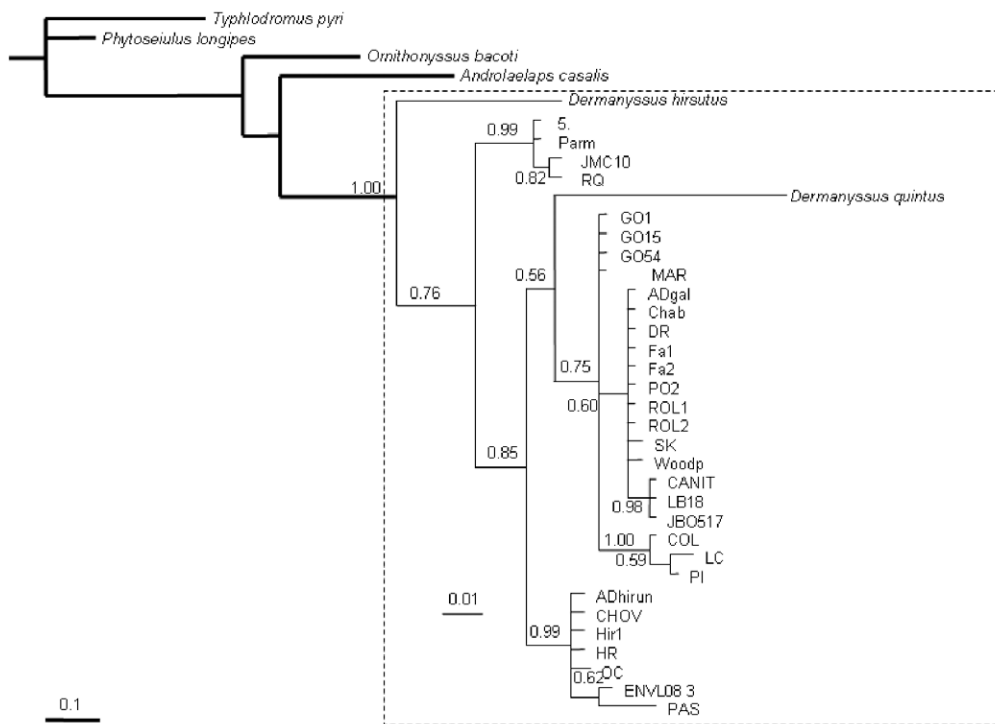 Typhlodromus pyri
Phytoseiulus longipes
Ornithonyssus bacoti
Androlaelaps casalis
Dermanyssus hirsutus
0.99
5.
Parm
JMC10
0.82
RQ
1.00
Dermanyssus quintus
GO1
GO15
GO54
0.56
MAR
0.76
ADgal
Chab
DR
Fa1
0.75
Fa2
PO2
0.60
ROL1
ROL2
SK
0.85
Woodp
CANIT
0.98
LB18
JBO517
1.00
COL
0.59
LC
PI
0.01
ADhirun
CHOV
0.99
Hir1
HR
0.62
OC
ENVL08 3
0.1
PAS